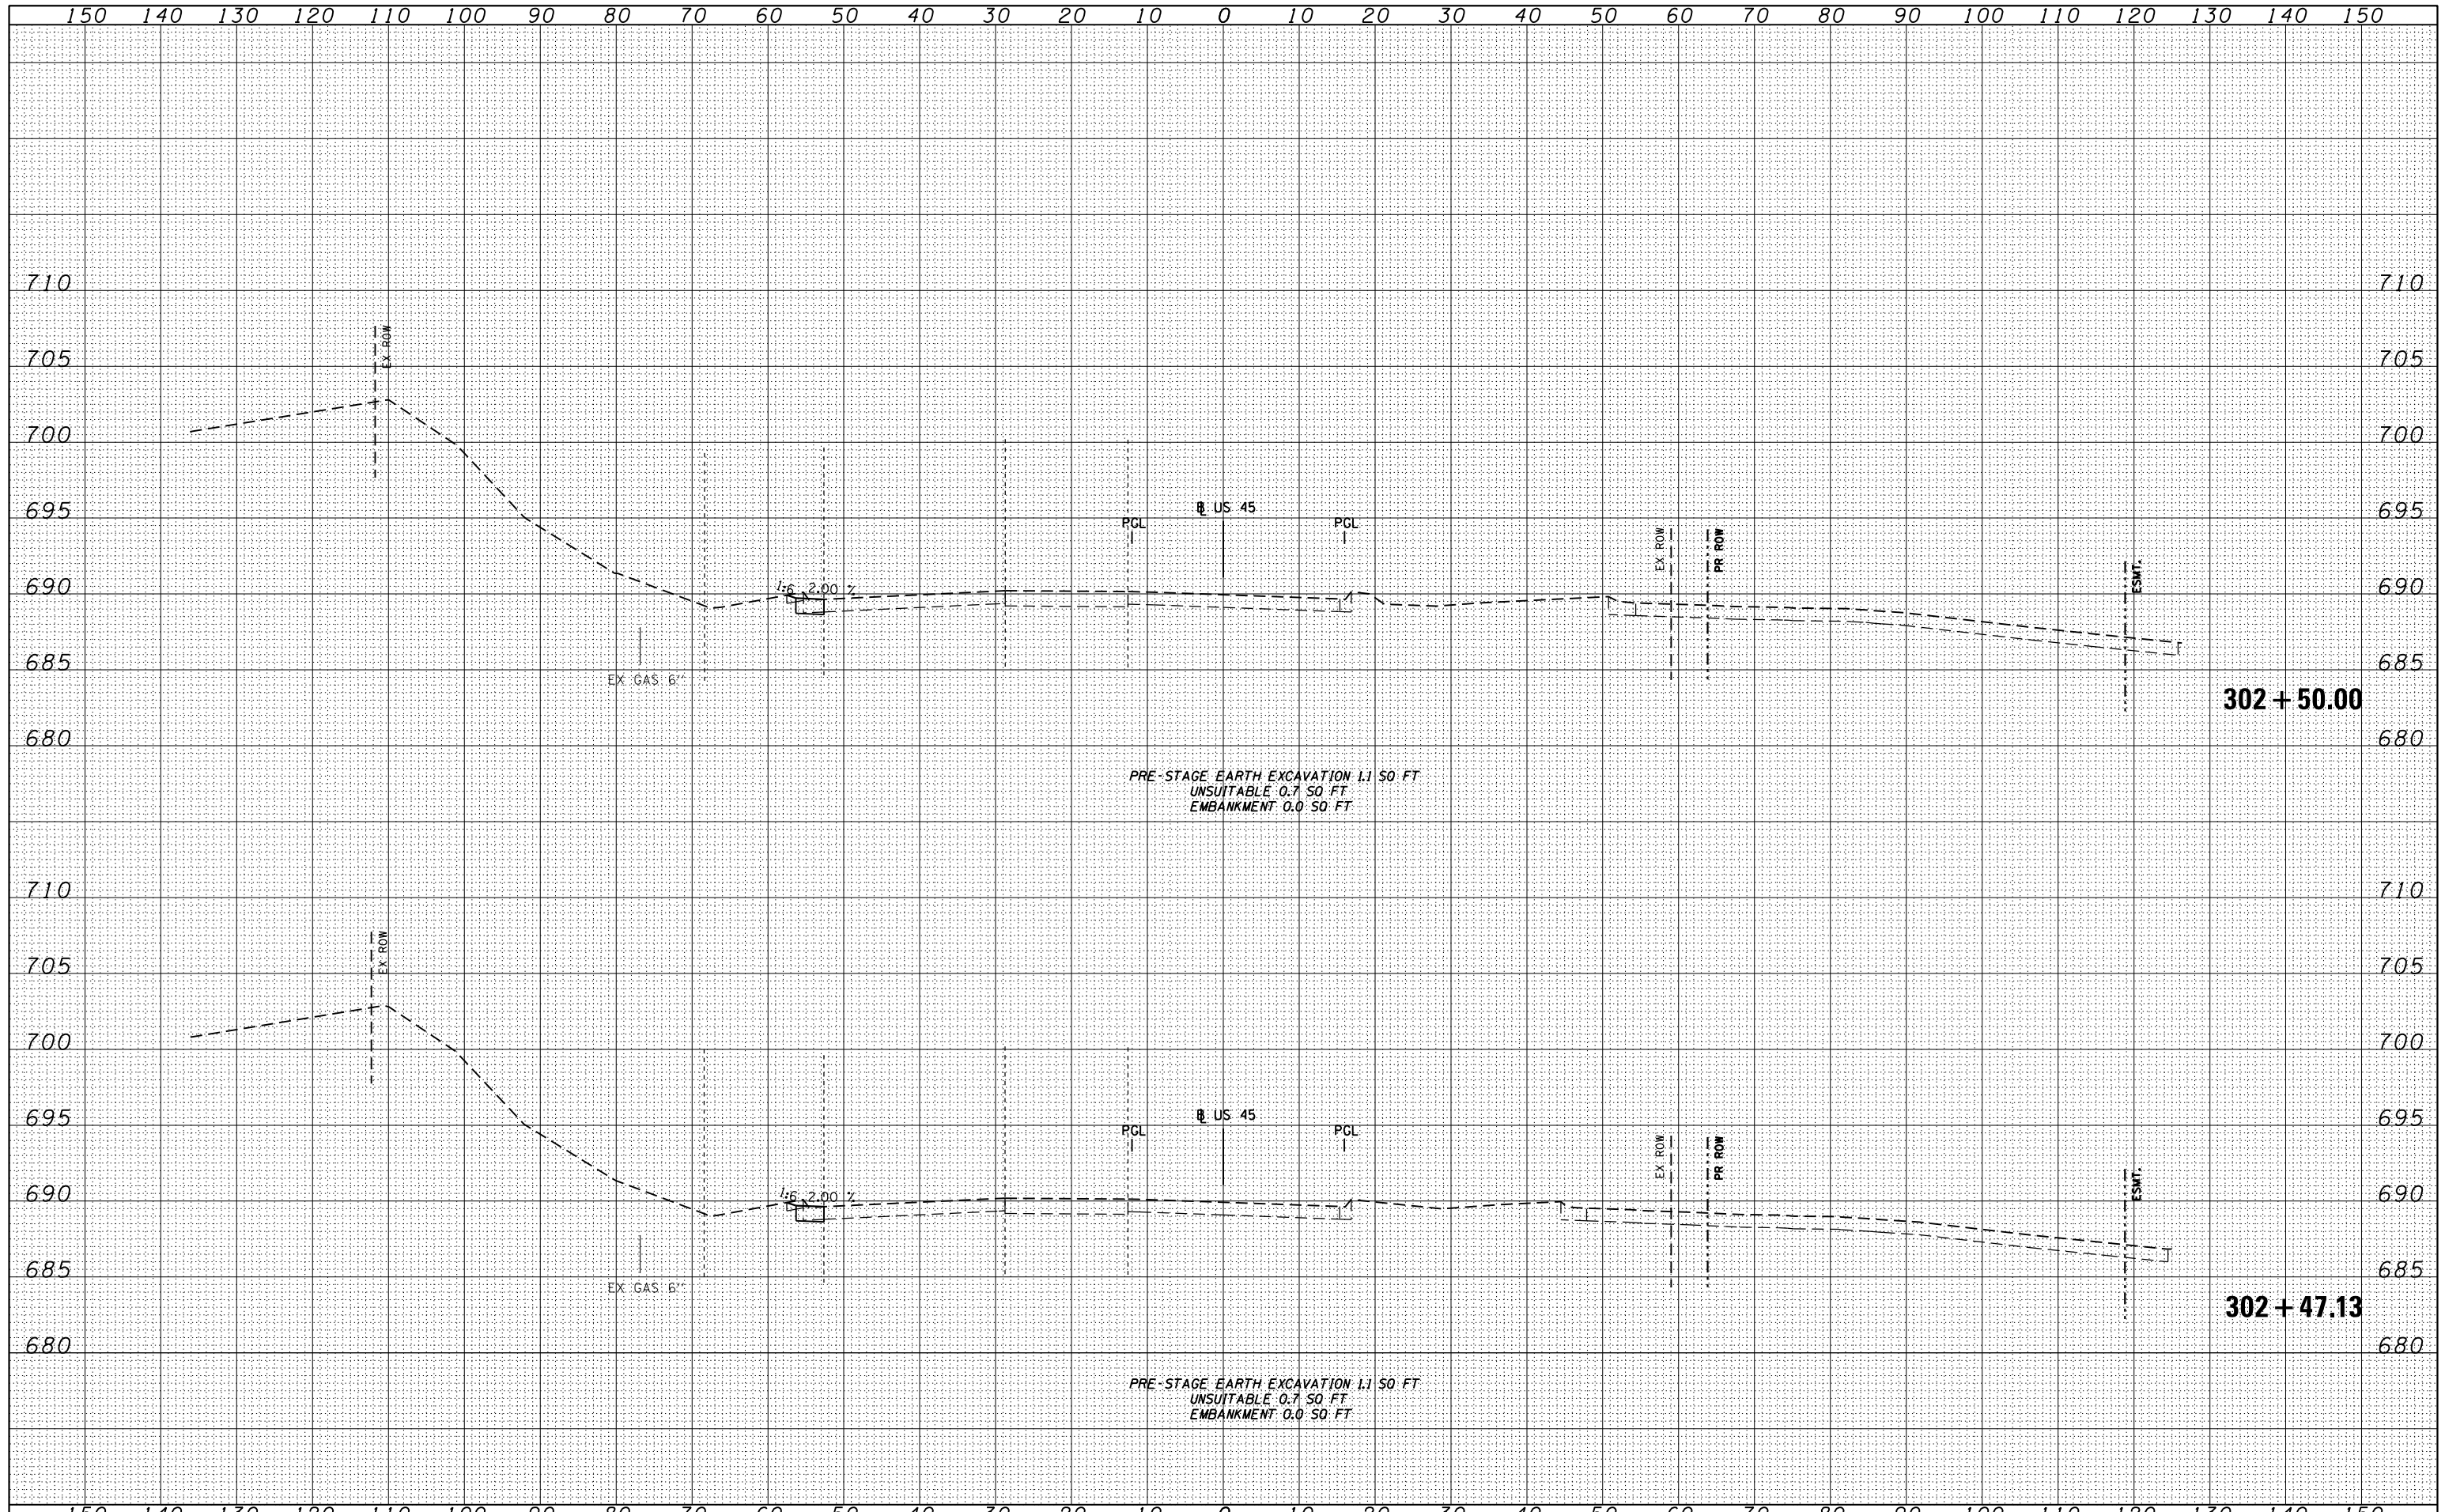 150 140 130 120 110 100 90 80 70 60 50 40 30 20 10 0 10 20 30 40 50 60 70 80 90 100 110 120 130 140 150
710 710
EX ROW
705 705
700 700
695 695
B US 45
PGL PGL
EX ROW PR ROW
ESMT.
690 690
1:6 2.00 %
685 685
EX GAS 6''
302 + 50.00
680 680
PRE-STAGE EARTH EXCAVATION 1.1 SQ FT
UNSUITABLE 0.7 SQ FT
EMBANKMENT 0.0 SQ FT
710 710
EX ROW
705 705
700 700
695 695
B US 45
PGL PGL
EX ROW PR ROW
ESMT.
690 690
1:6 2.00 %
685 685
EX GAS 6''
302 + 47.13
680 680
PRE-STAGE EARTH EXCAVATION 1.1 SQ FT
UNSUITABLE 0.7 SQ FT
EMBANKMENT 0.0 SQ FT
150 140 130 120 110 100 90 80 70 60 50 40 30 20 10 0 10 20 30 40 50 60 70 80 90 100 110 120 130 140 150